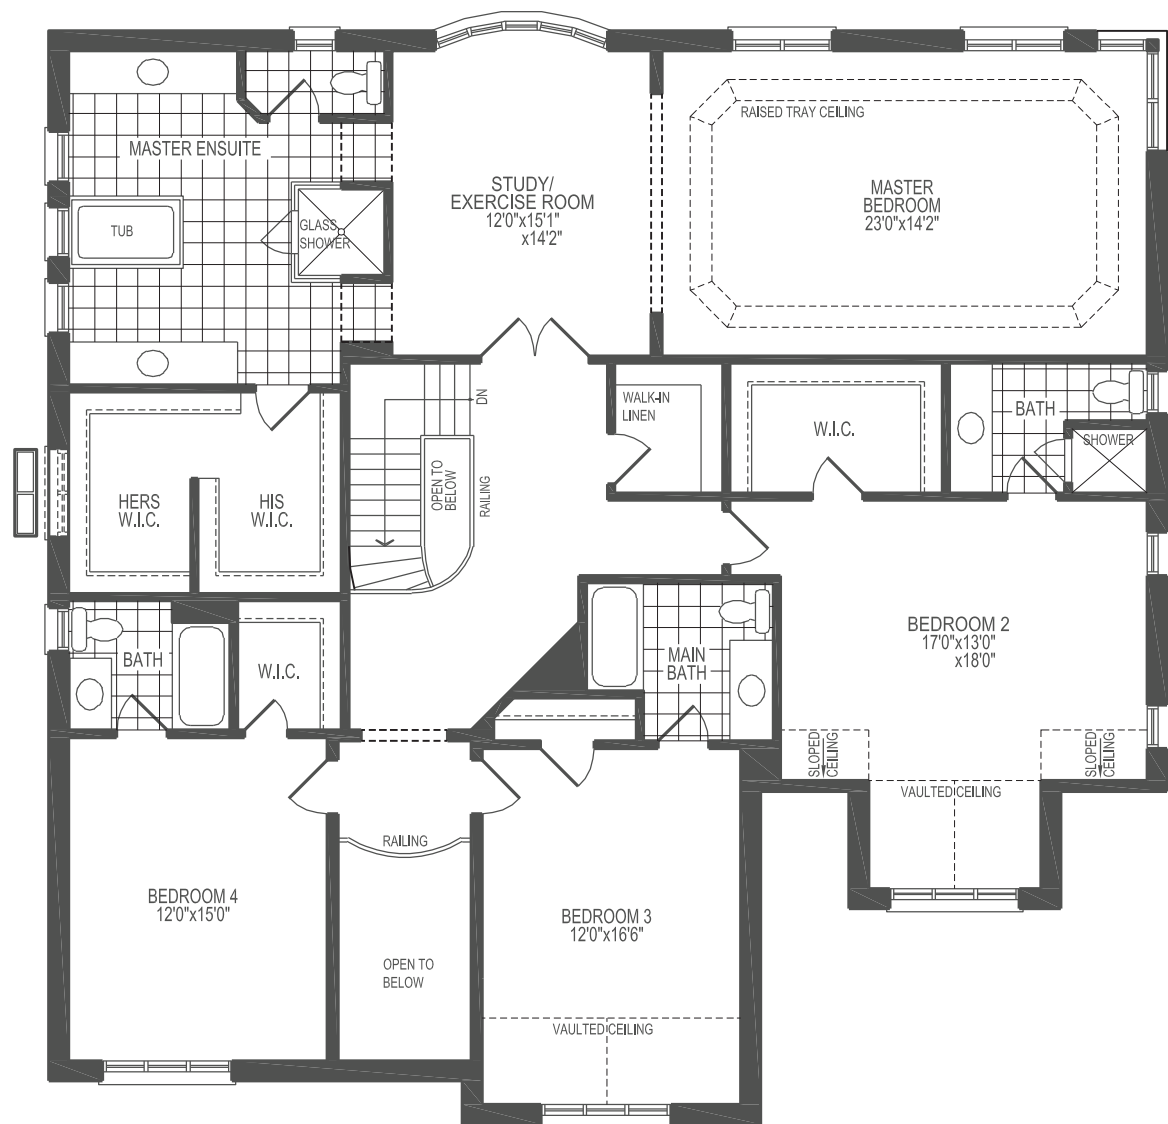 RAISED TRAY CEILING
MASTER ENSUITE
STUDY/
EXERCISE ROOM
12'0"x15'1"
x14'2"
MASTER
BEDROOM
23'0"x14'2"
TUB
GLASS
SHOWER
DN
WALK-IN
LINEN
W.I.C.
BATH
SHOWER
OPEN TO
BELOW
RAILING
HERS
W.I.C.
HIS
W.I.C.
BEDROOM 2
17'0"x13'0"
x18'0"
BATH
W.I.C.
MAIN
BATH
SLOPED
CEILING
SLOPED
CEILING
VAULTED CEILING
RAILING
BEDROOM 4
12'0"x15'0"
BEDROOM 3
12'0"x16'6"
OPEN TO
BELOW
VAULTED CEILING